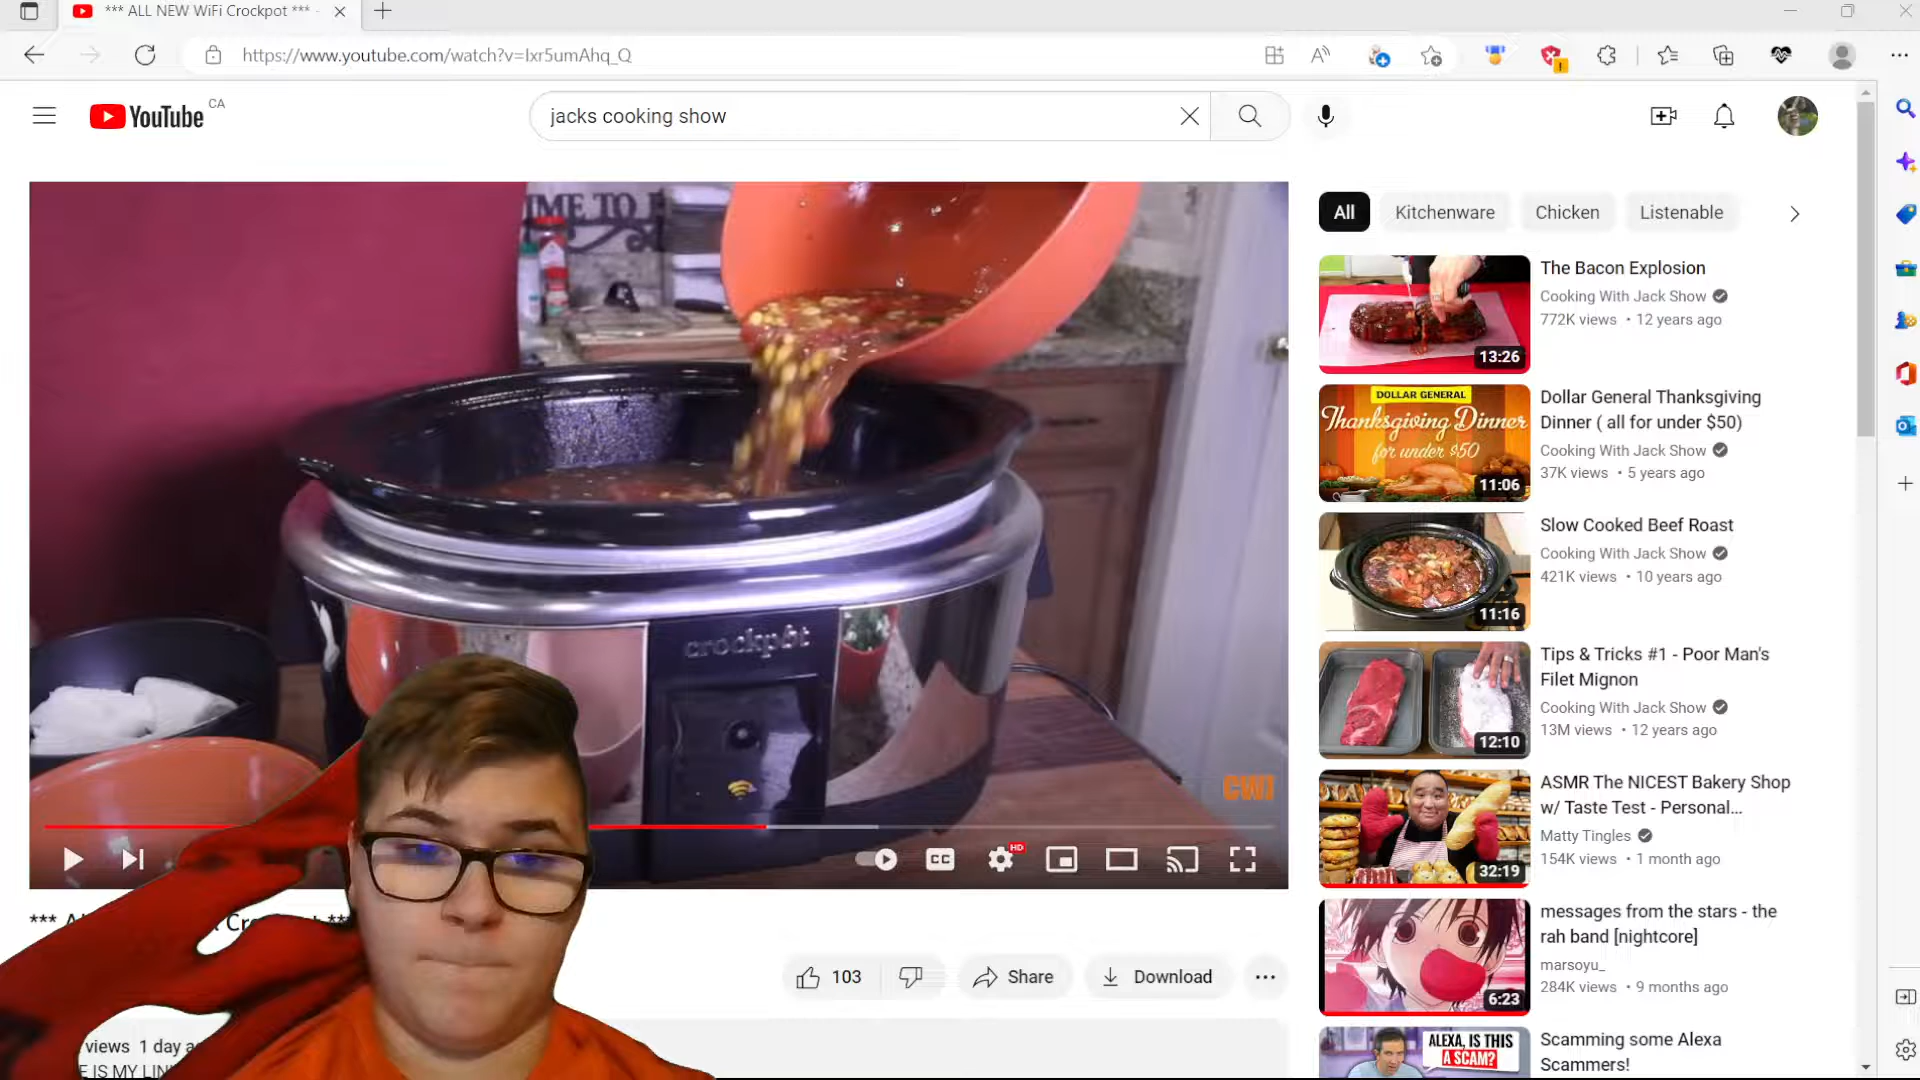 *** ALL NEW WiFi Crockpot *** -
https://www.youtube.com/watch?v=Ixr5umAhq_Q
YouTube CA
jacks cooking show
All
Kitchenware
Chicken
Listenable
IME TO
crockpot
CWJ
CC
HD
The Bacon Explosion
Cooking With Jack Show
772K views • 12 years ago
13:26
DOLLAR GENERAL
Thanksgiving Dinner
for under $50
11:06
Dollar General Thanksgiving
Dinner ( all for under $50)
Cooking With Jack Show
37K views • 5 years ago
11:16
Slow Cooked Beef Roast
Cooking With Jack Show
421K views • 10 years ago
12:10
Tips & Tricks #1 - Poor Man's
Filet Mignon
Cooking With Jack Show
13M views • 12 years ago
32:19
ASMR The NICEST Bakery Shop
w/ Taste Test - Personal...
Matty Tingles
154K views • 1 month ago
6:23
messages from the stars - the
rah band [nightcore]
marsoyu_
284K views • 9 months ago
ALEXA, IS THIS
A SCAM?
Scamming some Alexa
Scammers!
103
Share
Download
views 1 day
IS MY